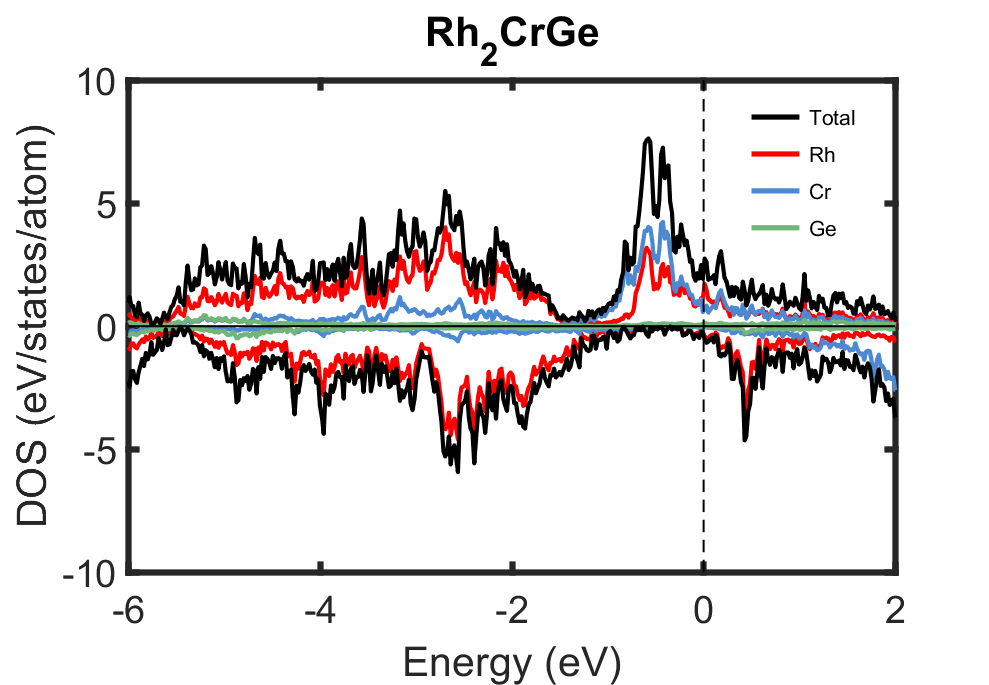 Rh2CrGe
10
5
0
-5
-10
DOS (eV/states/atom)
Total
Rh
Cr
Ge
-6 -4 -2 0 2
Energy (eV)